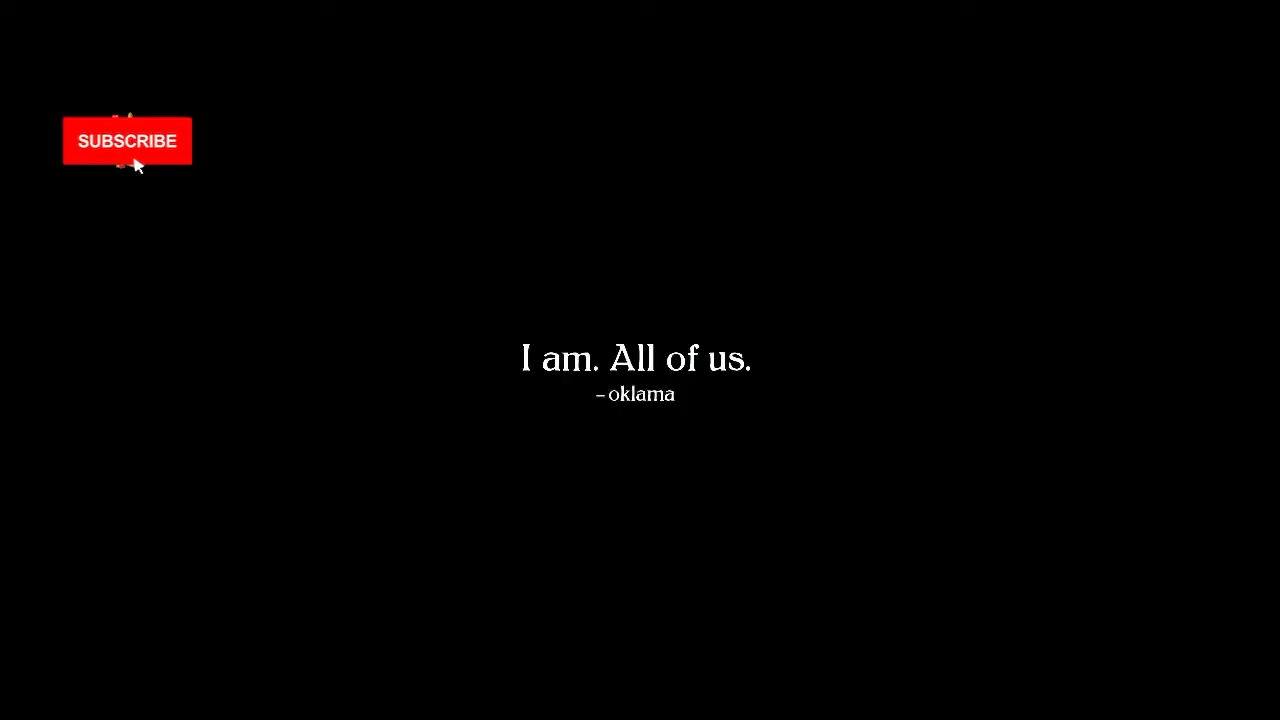 SUBSCRIBE
I am. All of us.
– oklama